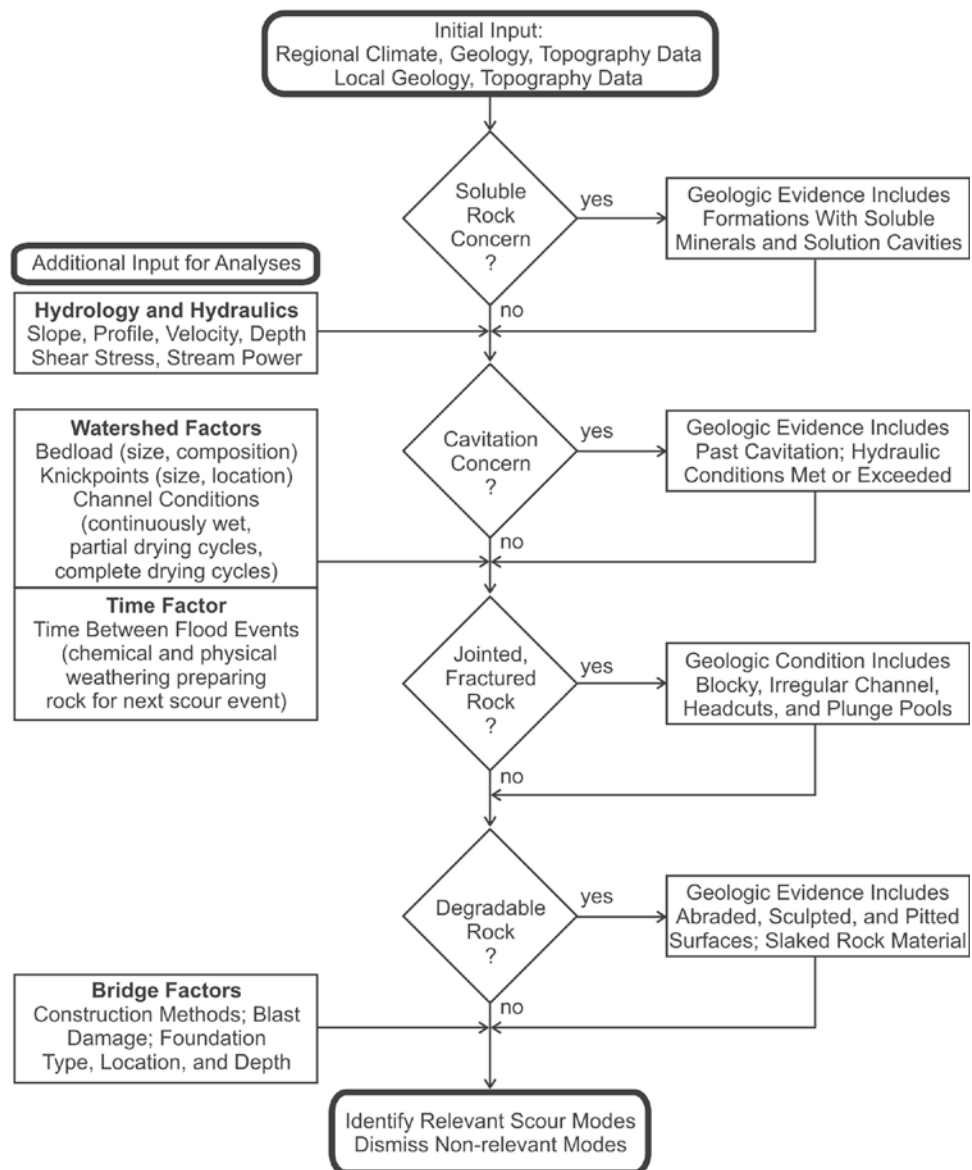 Initial Input:
Regional Climate, Geology, Topography Data
Local Geology, Topography Data
Soluble
Rock
Concern
?
yes
Geologic Evidence Includes
Formations With Soluble
Minerals and Solution Cavities
no
Additional Input for Analyses
Hydrology and Hydraulics
Slope, Profile, Velocity, Depth
Shear Stress, Stream Power
Cavitation
Concern
?
yes
Geologic Evidence Includes
Past Cavitation; Hydraulic
Conditions Met or Exceeded
no
Watershed Factors
Bedload (size, composition)
Knickpoints (size, location)
Channel Conditions
(continuously wet,
partial drying cycles,
complete drying cycles)
Time Factor
Time Between Flood Events
(chemical and physical
weathering preparing
rock for next scour event)
Jointed,
Fractured
Rock
?
yes
Geologic Condition Includes
Blocky, Irregular Channel,
Headcuts, and Plunge Pools
no
Degradable
Rock
?
yes
Geologic Evidence Includes
Abraded, Sculpted, and Pitted
Surfaces; Slaked Rock Material
no
Bridge Factors
Construction Methods; Blast
Damage; Foundation
Type, Location, and Depth
Identify Relevant Scour Modes
Dismiss Non-relevant Modes